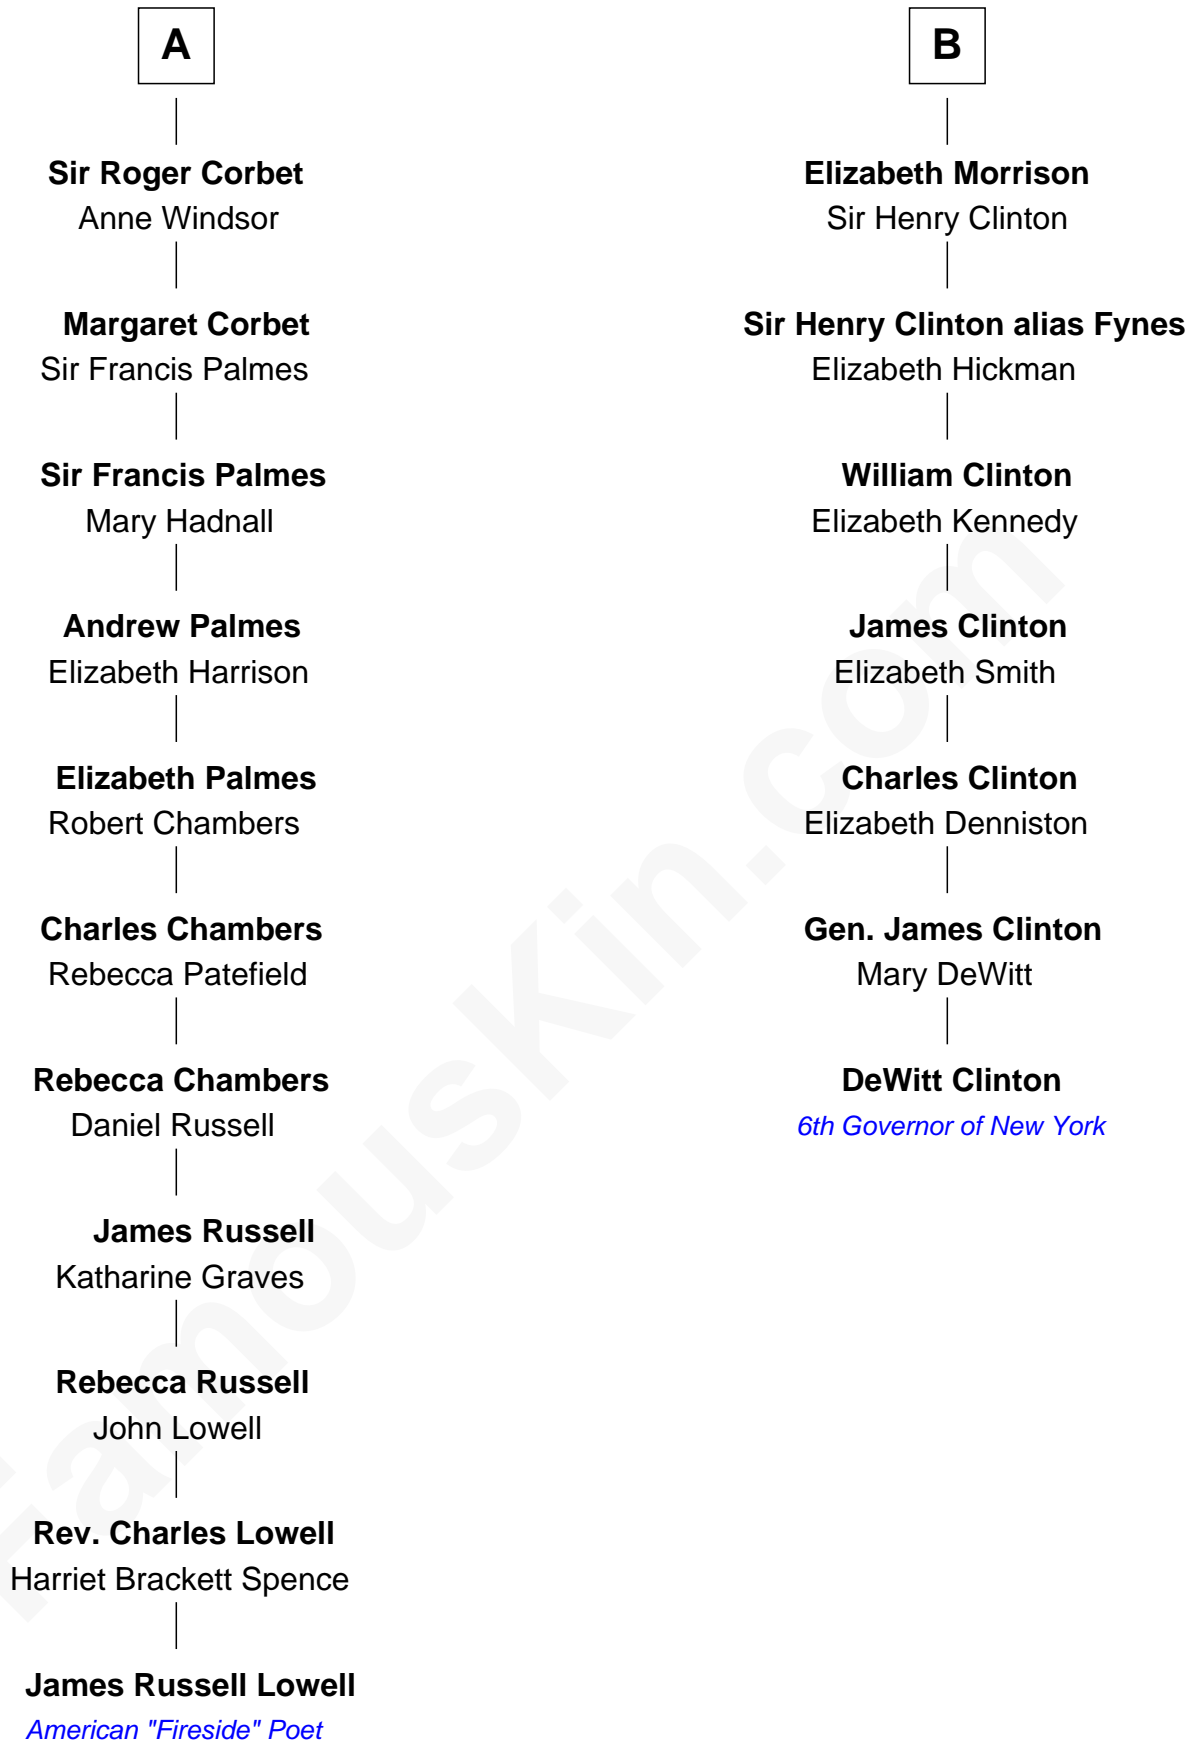 A
Sir Roger Corbet
Anne Windsor
Margaret Corbet
Sir Francis Palmes
Sir Francis Palmes
Mary Hadnall
Andrew Palmes
Elizabeth Harrison
Elizabeth Palmes
Robert Chambers
Charles Chambers
Rebecca Patefield
Rebecca Chambers
Daniel Russell
James Russell
Katharine Graves
Rebecca Russell
John Lowell
Rev. Charles Lowell
Harriet Brackett Spence
James Russell Lowell
American "Fireside" Poet
B
Elizabeth Morrison
Sir Henry Clinton
Sir Henry Clinton alias Fynes
Elizabeth Hickman
William Clinton
Elizabeth Kennedy
James Clinton
Elizabeth Smith
Charles Clinton
Elizabeth Denniston
Gen. James Clinton
Mary DeWitt
DeWitt Clinton
6th Governor of New York
FamousKin.com